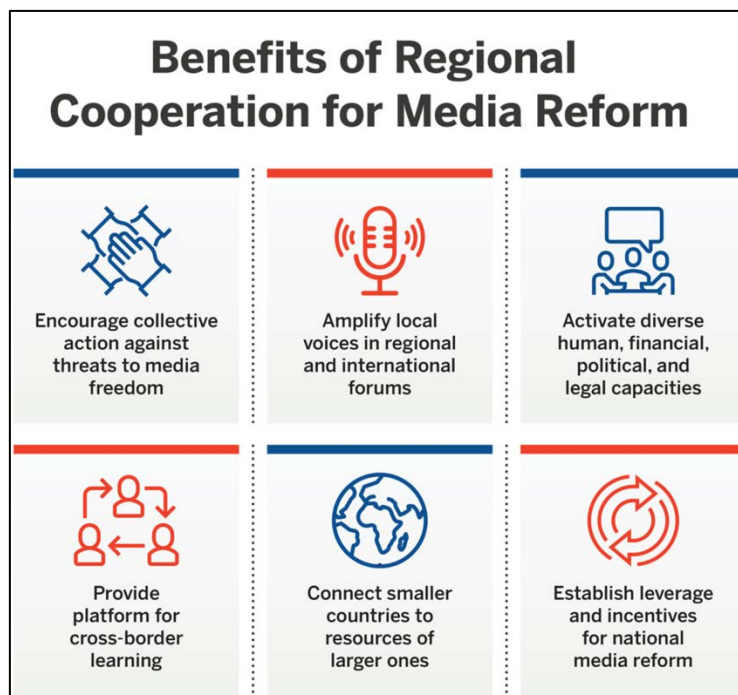 Benefits of Regional
Cooperation for Media Reform
Encourage collective
action against
threats to media
freedom
Amplify local
voices in regional
and international
forums
Activate diverse
human, financial,
political, and
legal capacities
Provide
platform for
cross-border
learning
Connect smaller
countries to
resources of
larger ones
Establish leverage
and incentives
for national
media reform